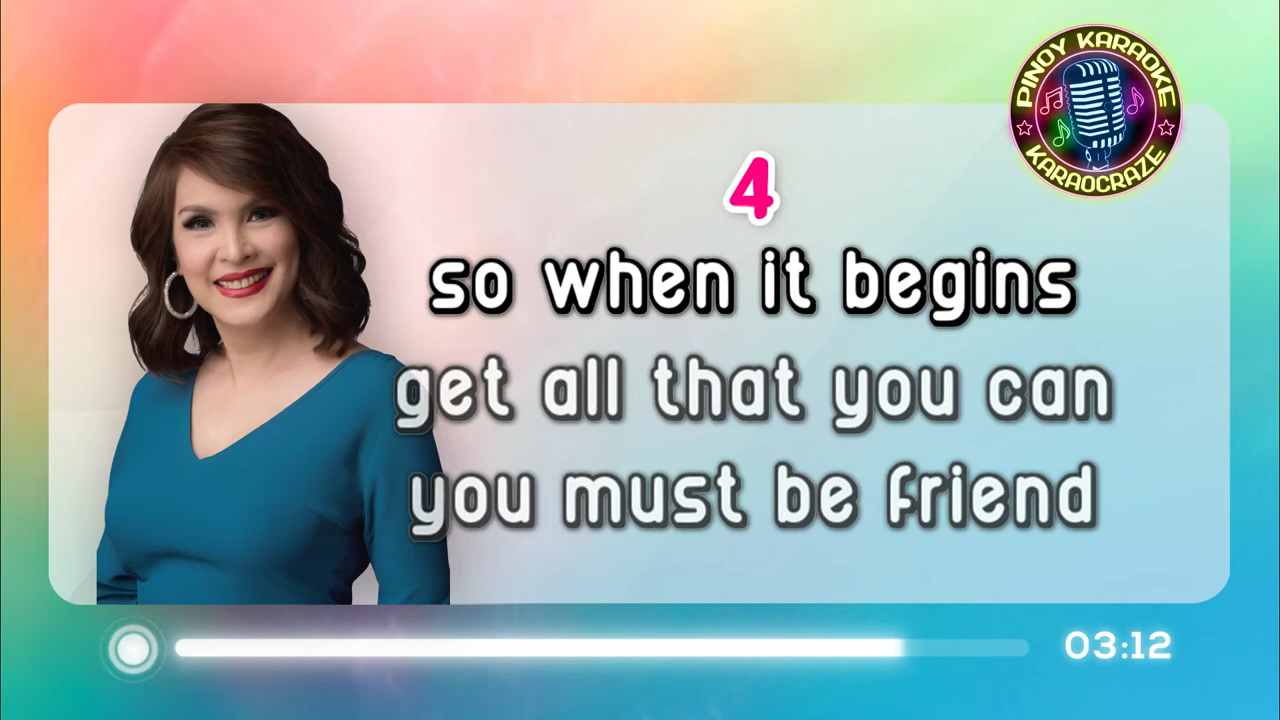 PINOY KARAOKE
KARAOCRAZE
4
so when it begins
get all that you can
you must be friend
03:12